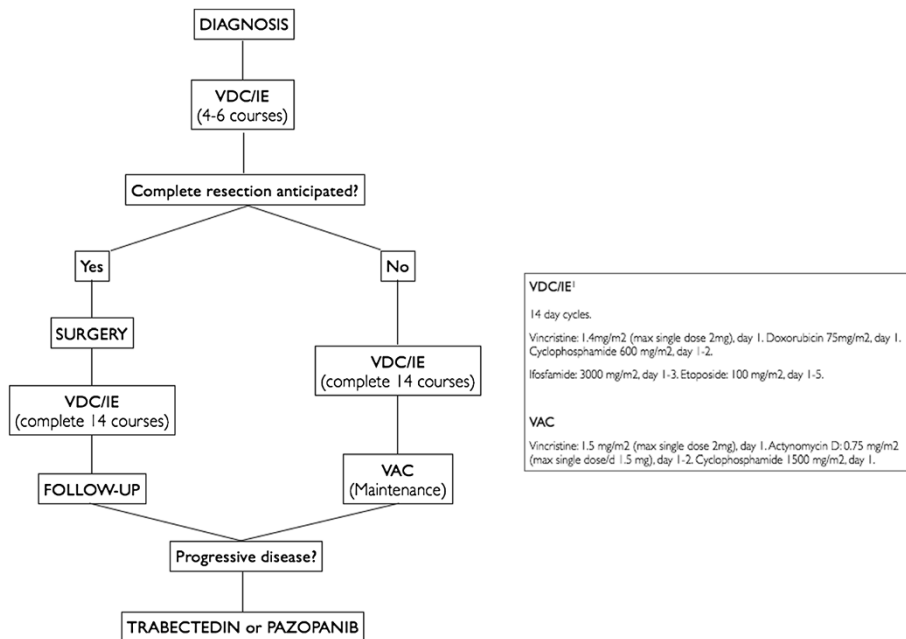 DIAGNOSIS
VDC/IE
(4-6 courses)
Complete resection anticipated?
Yes
No
SURGERY
VDC/IE
(complete 14 courses)
VDC/IE
(complete 14 courses)
FOLLOW-UP
VAC
(Maintenance)
Progressive disease?
TRABECTEDIN or PAZOPANIB
VDC/IE¹
14 day cycles.
Vincristine: 1.4mg/m2 (max single dose 2mg), day 1. Doxorubicin 75mg/m2, day 1.
Cyclophosphamide 600 mg/m2, day 1-2.
Ifosfamide: 3000 mg/m2, day 1-3. Etoposide: 100 mg/m2, day 1-5.
VAC
Vincristine: 1.5 mg/m2 (max single dose 2mg), day 1. Actynomycin D: 0.75 mg/m2
(max single dose/d 1.5 mg), day 1-2. Cyclophosphamide 1500 mg/m2, day 1.